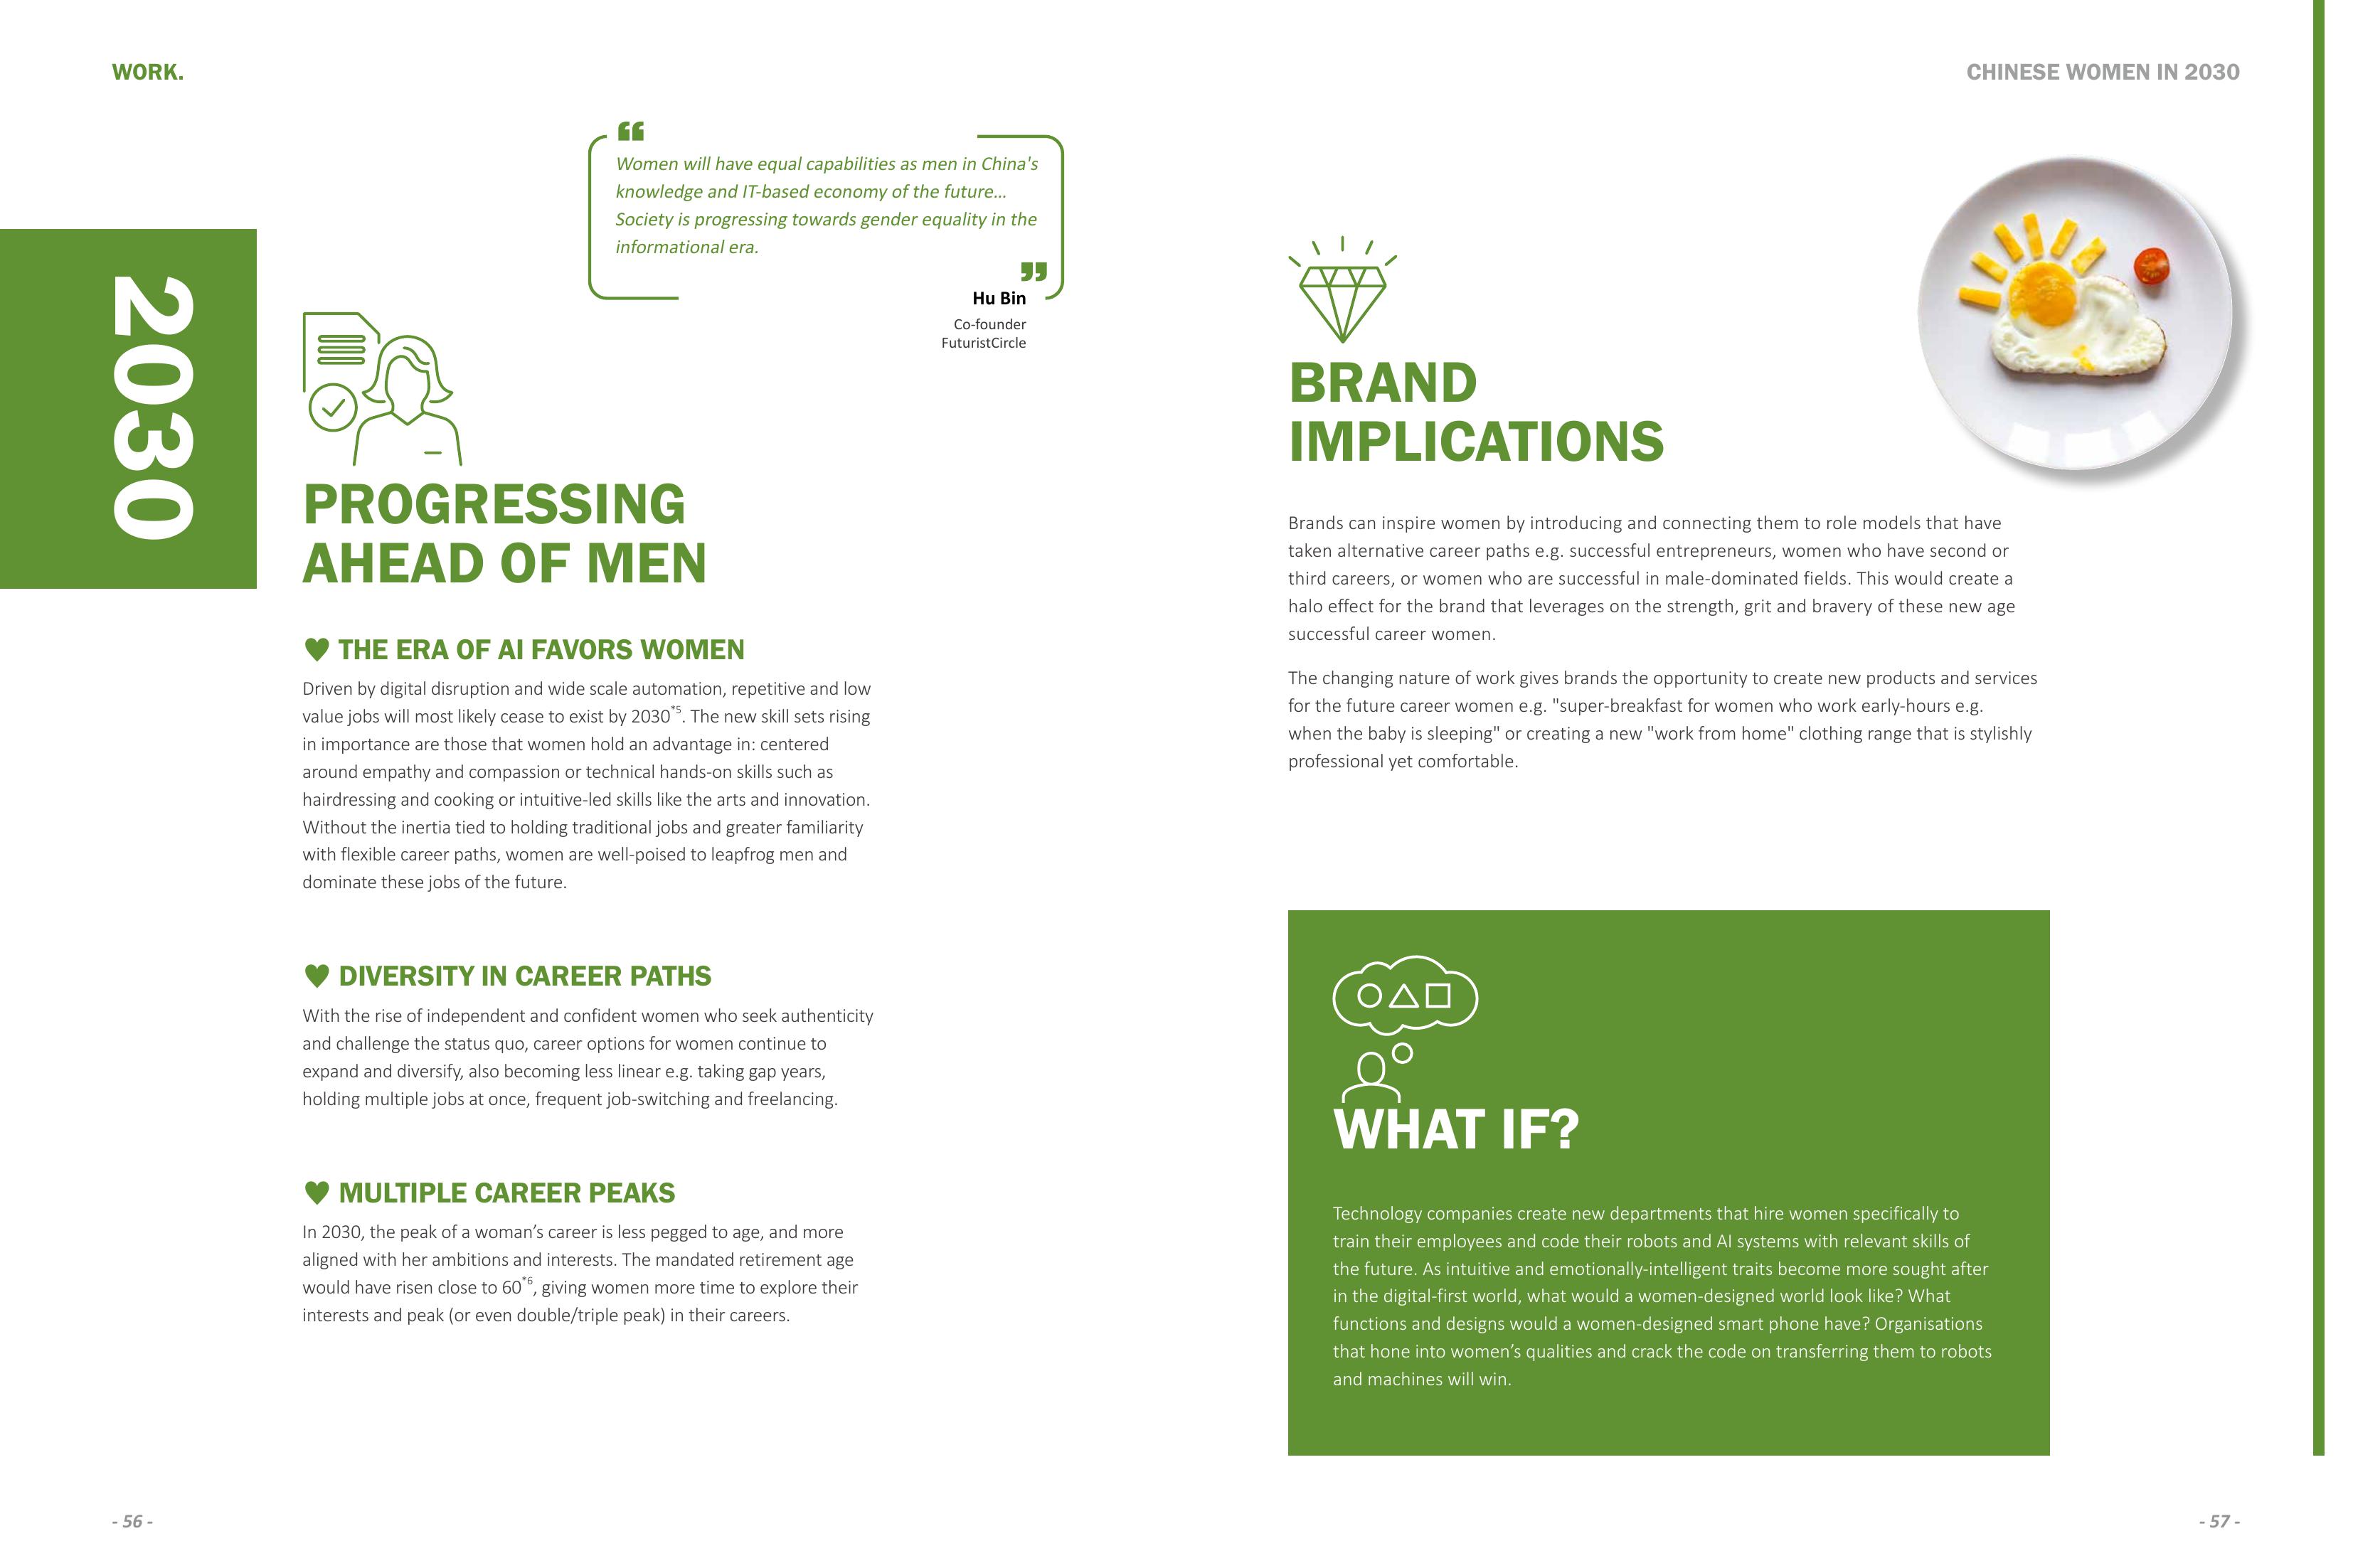 WORK.
CHINESE WOMEN IN 2030
2030
“
Women will have equal capabilities as men in China's
knowledge and IT-based economy of the future...
Society is progressing towards gender equality in the
informational era.
”
Hu Bin
Co-founder
FuturistCircle
PROGRESSING
AHEAD OF MEN
THE ERA OF AI FAVORS WOMEN
Driven by digital disruption and wide scale automation, repetitive and low
value jobs will most likely cease to exist by 2030*5. The new skill sets rising
in importance are those that women hold an advantage in: centered
around empathy and compassion or technical hands-on skills such as
hairdressing and cooking or intuitive-led skills like the arts and innovation.
Without the inertia tied to holding traditional jobs and greater familiarity
with flexible career paths, women are well-poised to leapfrog men and
dominate these jobs of the future.
DIVERSITY IN CAREER PATHS
With the rise of independent and confident women who seek authenticity
and challenge the status quo, career options for women continue to
expand and diversify, also becoming less linear e.g. taking gap years,
holding multiple jobs at once, frequent job-switching and freelancing.
MULTIPLE CAREER PEAKS
In 2030, the peak of a woman’s career is less pegged to age, and more
aligned with her ambitions and interests. The mandated retirement age
would have risen close to 60*6, giving women more time to explore their
interests and peak (or even double/triple peak) in their careers.
- 56 -
BRAND
IMPLICATIONS
Brands can inspire women by introducing and connecting them to role models that have
taken alternative career paths e.g. successful entrepreneurs, women who have second or
third careers, or women who are successful in male-dominated fields. This would create a
halo effect for the brand that leverages on the strength, grit and bravery of these new age
successful career women.
The changing nature of work gives brands the opportunity to create new products and services
for the future career women e.g. "super-breakfast for women who work early-hours e.g.
when the baby is sleeping" or creating a new "work from home" clothing range that is stylishly
professional yet comfortable.
WHAT IF?
Technology companies create new departments that hire women specifically to
train their employees and code their robots and AI systems with relevant skills of
the future. As intuitive and emotionally-intelligent traits become more sought after
in the digital-first world, what would a women-designed world look like? What
functions and designs would a women-designed smart phone have? Organisations
that hone into women’s qualities and crack the code on transferring them to robots
and machines will win.
- 57 -